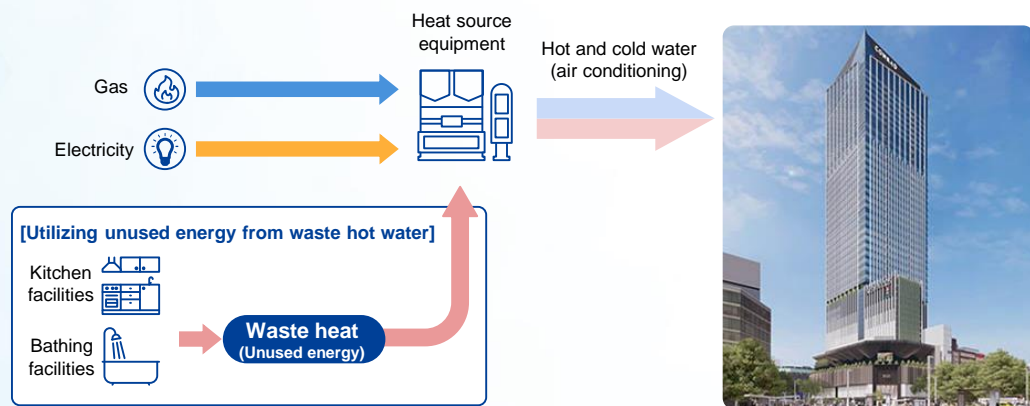 Heat source
equipment
Hot and cold water
(air conditioning)
Gas
Electricity
[Utilizing unused energy from waste hot water]
Kitchen
facilities
Waste heat
(Unused energy)
Bathing
facilities
CONRAD